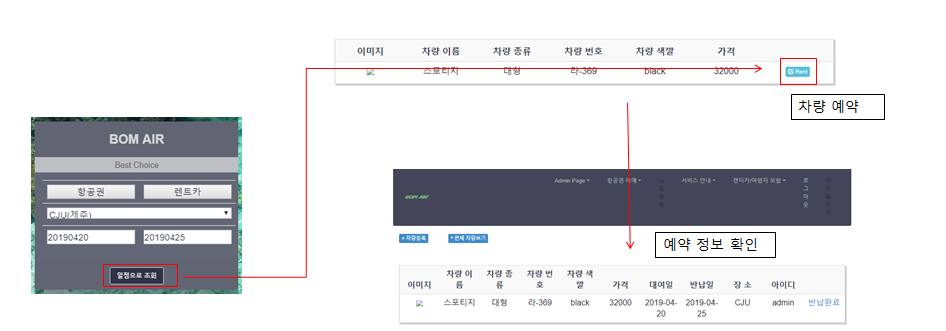 이미지 차량 이름 차량 종류 차량 번호 차량 색깔 가격
스포티지 대형 라-369 black 32000 Rent
차량 예약
BOM AIR
Best Choice
항공권 렌트카
CJU(제주)
20190420 20190425
일정으로 조회
Admin Page 항공권 예매 서비스 안내 렌터카/여행자 보험 로그아웃
BOM AIR
+ 차량등록 + 전체 차량보기
예약 정보 확인
이미지 차량 이름 차량 종류 차량 번호 차량 색깔 가격 대여일 반납일 장 소 아이디
스포티지 대형 라-369 black 32000 2019-04-20 2019-04-25 CJU admin 반납완료